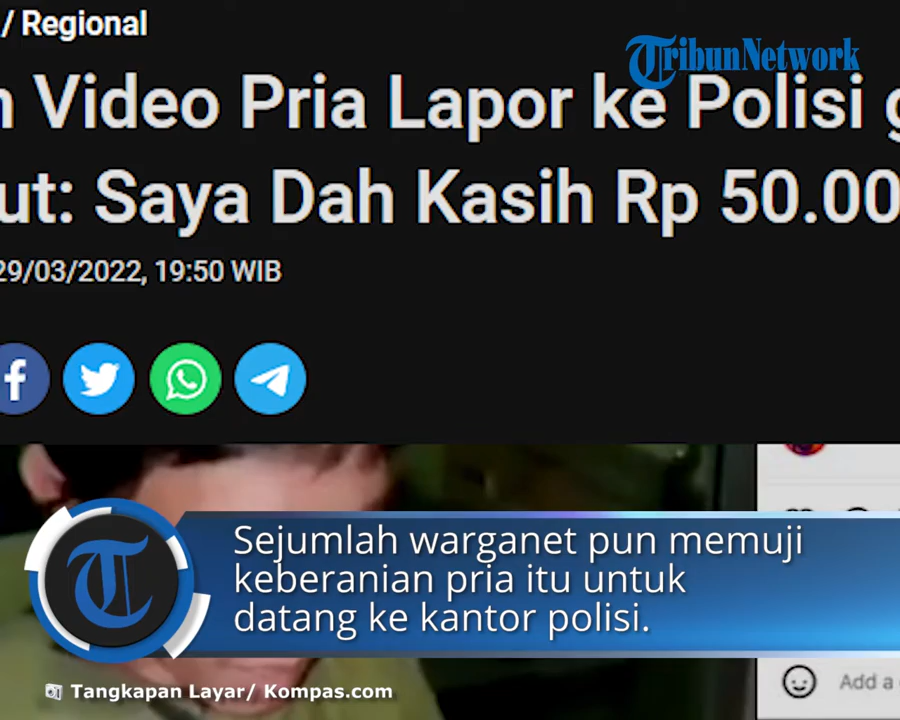 / Regional
TribunNetwork
Video Pria Lapor ke Polisi
ut: Saya Dah Kasih Rp 50.00
29/03/2022, 19:50 WIB
Sejumlah warganet pun memuji
keberanian pria itu untuk
datang ke kantor polisi.
Tangkapan Layar/ Kompas.com
Add a